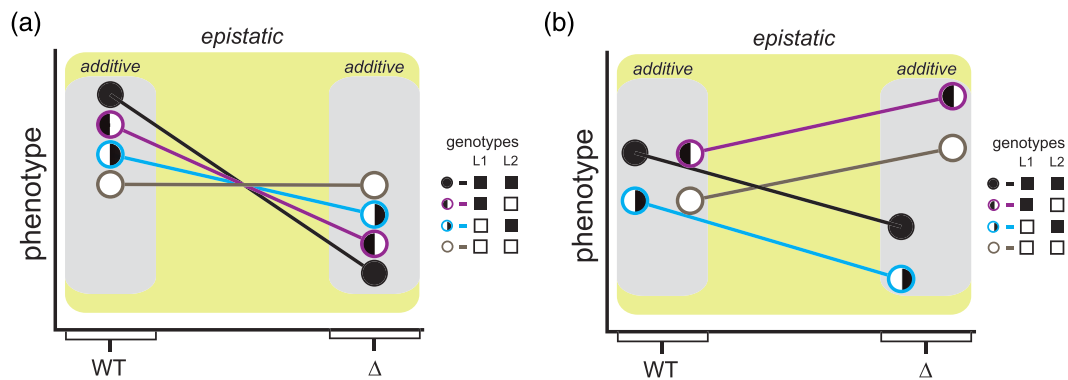 (a)
epistatic
additive
additive
phenotype
genotypes
L1 L2
WT
Δ
(b)
epistatic
additive
additive
phenotype
genotypes
L1 L2
WT
Δ